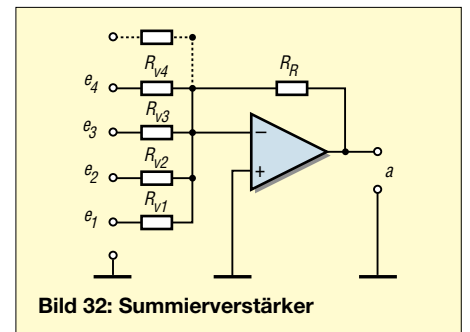 R_v4
R_R
e_4
R_v3
e_3
−
R_v2
e_2
+
a
R_v1
e_1
Bild 32: Summierverstärker